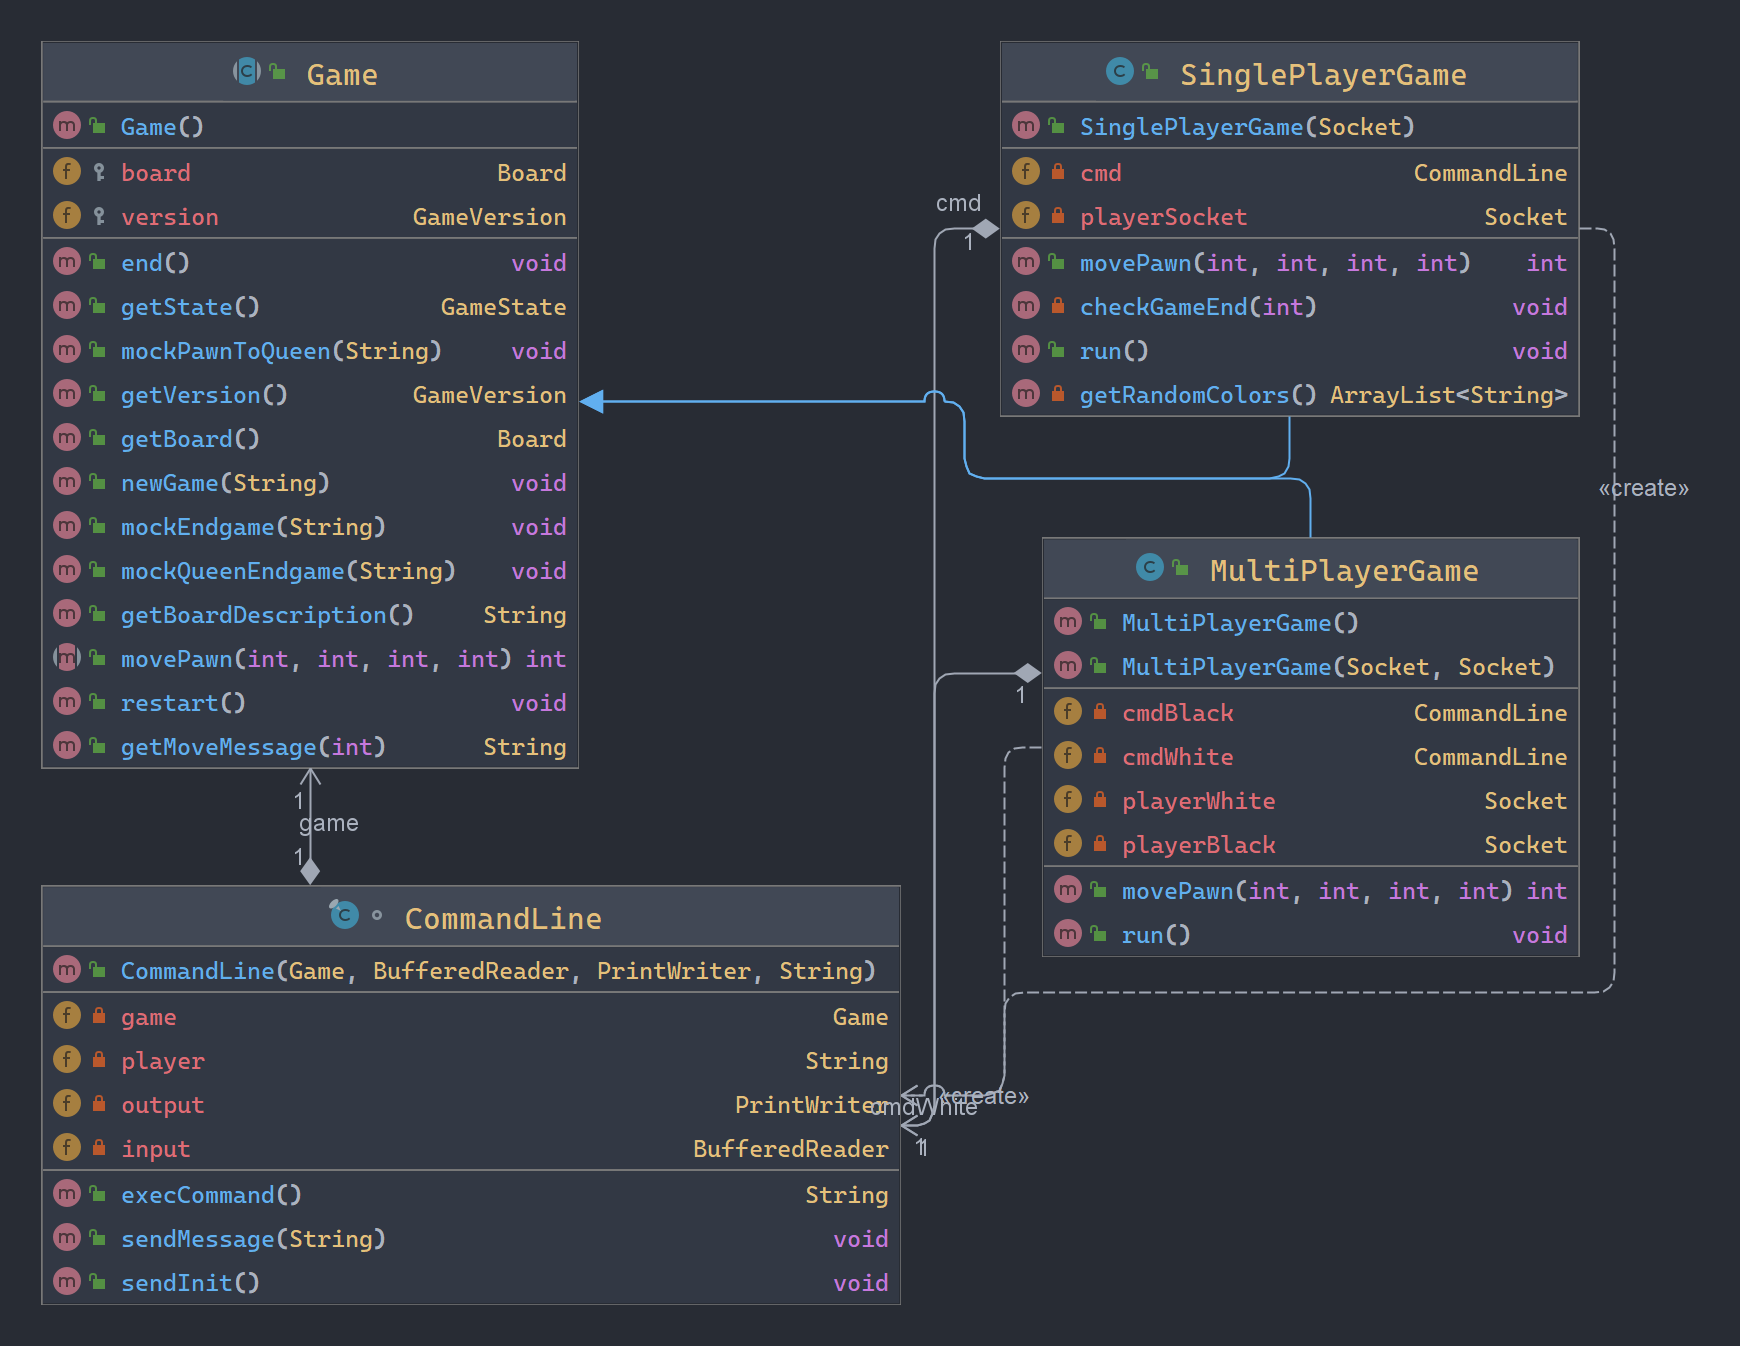 Game
Game()
board Board
version GameVersion
end() void
getState() GameState
mockPawnToQueen(String) void
getVersion() GameVersion
getBoard() Board
newGame(String) void
mockEndgame(String) void
mockQueenEndgame(String) void
getBoardDescription() String
movePawn(int, int, int, int) int
restart() void
getMoveMessage(int) String
SinglePlayerGame
SinglePlayerGame(Socket)
cmd CommandLine
playerSocket Socket
movePawn(int, int, int, int) int
checkGameEnd(int) void
run() void
getRandomColors() ArrayList<String>
cmd
1
«create»
MultiPlayerGame
MultiPlayerGame()
MultiPlayerGame(Socket, Socket)
cmdBlack CommandLine
cmdWhite CommandLine
playerWhite Socket
playerBlack Socket
movePawn(int, int, int, int) int
run() void
1
1
game
1
CommandLine
CommandLine(Game, BufferedReader, PrintWriter, String)
game Game
player String
output PrintWriter
input BufferedReader
execCommand() String
sendMessage(String) void
sendInit() void
«create»
cmdWhite
1
1